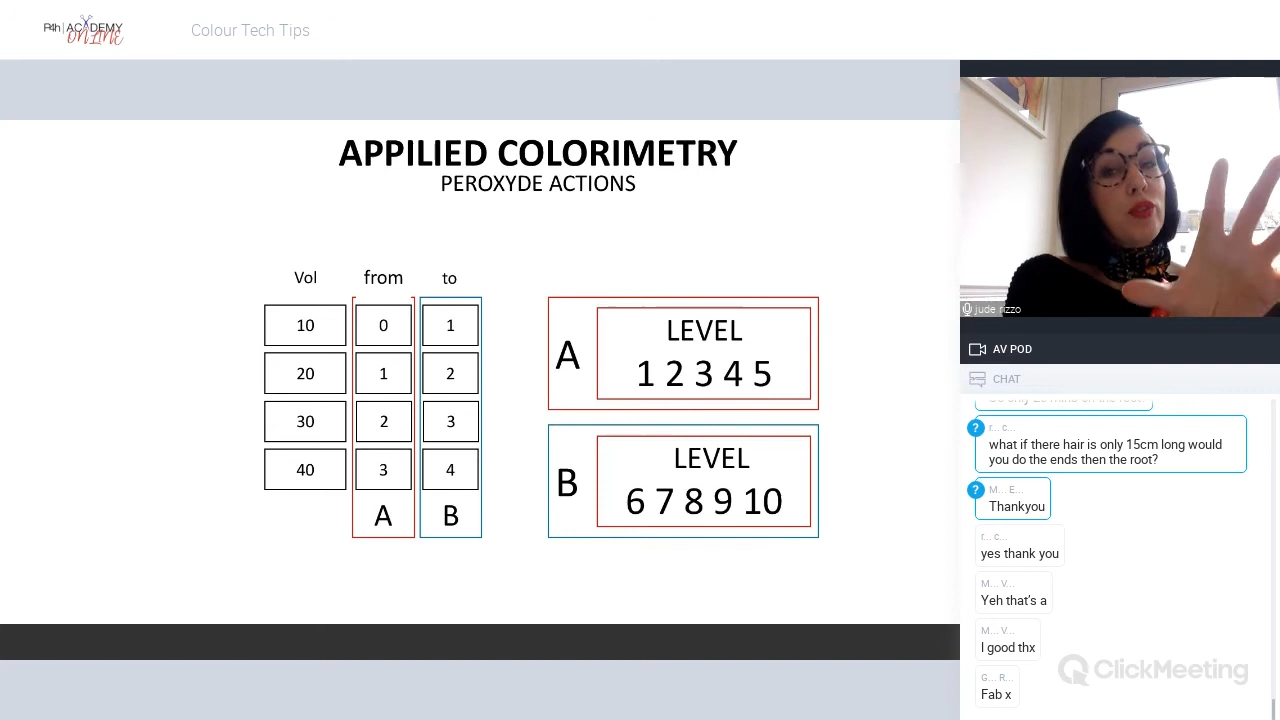 P4h | ACADEMY
ONLINE
Colour Tech Tips
APPILIED COLORIMETRY
PEROXYDE ACTIONS
Vol from to
10 0 1
20 1 2
30 2 3
40 3 4
A B
A
LEVEL
1 2 3 4 5
B
LEVEL
6 7 8 9 10
jude rizzo
AV POD
CHAT
? r... c...
what if there hair is only 15cm long would
you do the ends then the root?
? M... E...
Thankyou
r... c...
yes thank you
M... V...
Yeh that's a
M... V...
I good thx
G... R...
Fab x
ClickMeeting